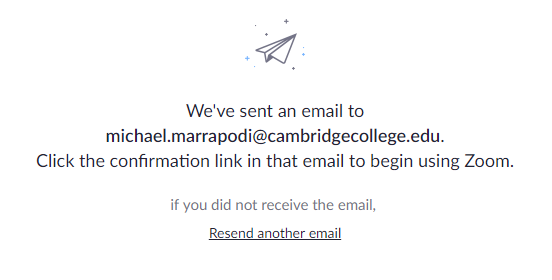 We've sent an email to
michael.marrapodi@cambridgecollege.edu.
Click the confirmation link in that email to begin using Zoom.
if you did not receive the email,
Resend another email